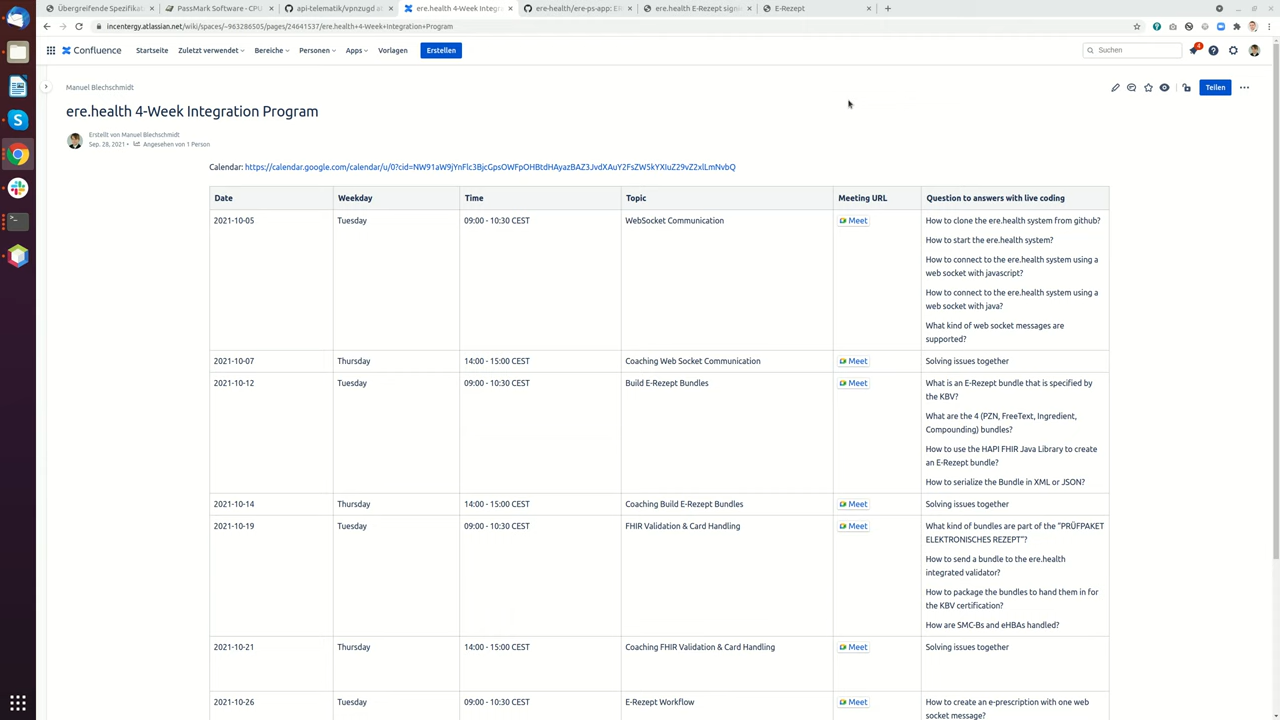 Übergreifende Spezifikat
PassMark Software - CPU
api-telematik/vpnzugd at
ere.health 4-Week Integra
ere-health/ere-ps-app: ER
ere.health E-Rezept signi
E-Rezept
incentergy.atlassian.net/wiki/spaces/~963286505/pages/24641537/ere.health+4-Week+Integration+Program
Confluence Startseite Zuletzt verwendet Bereiche Personen Apps Vorlagen Erstellen Suchen
Manuel Blechschmidt Teilen
ere.health 4-Week Integration Program
Erstellt von Manuel Blechschmidt
Sep. 28, 2021 • Angesehen von 1 Person
Date Weekday Time Topic Meeting URL Question to answers with live coding
2021-10-05 Tuesday 09:00 - 10:30 CEST WebSocket Communication Meet How to clone the ere.health system from github?
How to start the ere.health system?
How to connect to the ere.health system using a
web socket with javascript?
How to connect to the ere.health system using a
web socket with java?
What kind of web socket messages are
supported?
2021-10-07 Thursday 14:00 - 15:00 CEST Coaching Web Socket Communication Meet Solving issues together
2021-10-12 Tuesday 09:00 - 10:30 CEST Build E-Rezept Bundles Meet What is an E-Rezept bundle that is specified by
the KBV?
What are the 4 (PZN, FreeText, Ingredient,
Compounding) bundles?
How to use the HAPI FHIR Java Library to create
an E-Rezept bundle?
How to serialize the Bundle in XML or JSON?
2021-10-14 Thursday 14:00 - 15:00 CEST Coaching Build E-Rezept Bundles Meet Solving issues together
2021-10-19 Tuesday 09:00 - 10:30 CEST FHIR Validation & Card Handling Meet What kind of bundles are part of the "PRÜFPAKET
ELEKTRONISCHES REZEPT"?
How to send a bundle to the ere.health
integrated validator?
How to package the bundles to hand them in for
the KBV certification?
How are SMC-Bs and eHBAs handled?
2021-10-21 Thursday 14:00 - 15:00 CEST Coaching FHIR Validation & Card Handling Meet Solving issues together
2021-10-26 Tuesday 09:00 - 10:30 CEST E-Rezept Workflow Meet How to create an e-prescription with one web
socket message?
Calendar: